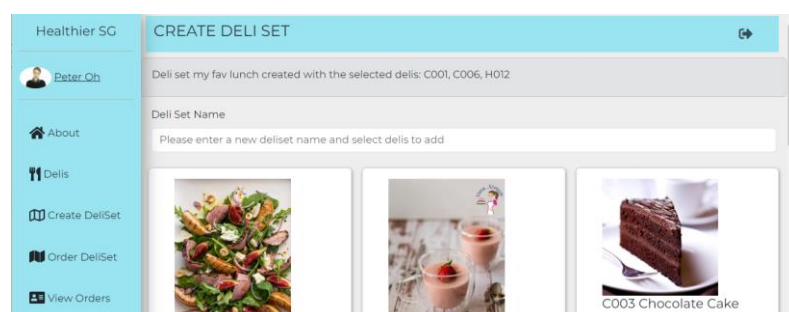 Healthier SG
CREATE DELI SET
Peter Oh
Deli set my fav lunch created with the selected delis: C001, C006, H012
Deli Set Name
Please enter a new deliset name and select delis to add
About
Delis
Create DeliSet
Order DeliSet
View Orders
C003 Chocolate Cake